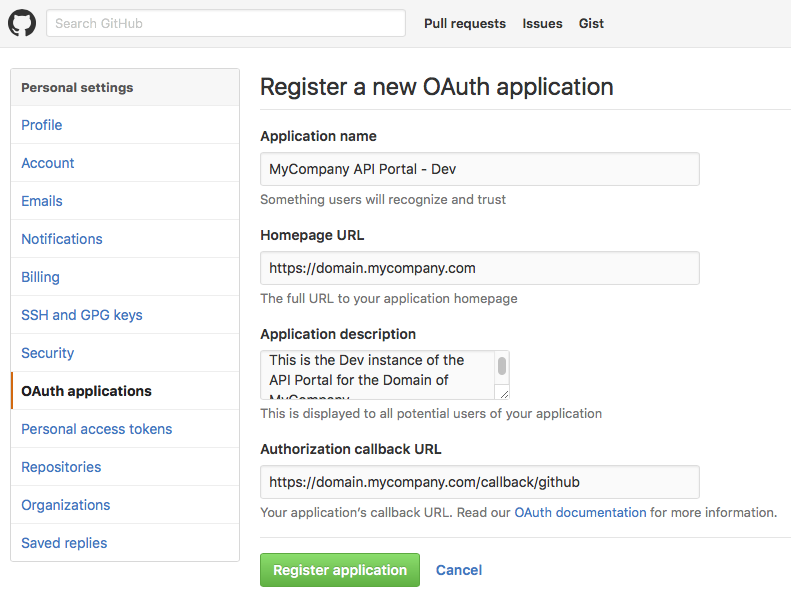 Search GitHub
Pull requests Issues Gist
Personal settings
Profile
Account
Emails
Notifications
Billing
SSH and GPG keys
Security
OAuth applications
Personal access tokens
Repositories
Organizations
Saved replies
Register a new OAuth application
Application name
MyCompany API Portal - Dev
Something users will recognize and trust
Homepage URL
https://domain.mycompany.com
The full URL to your application homepage
Application description
This is the Dev instance of the
API Portal for the Domain of
MyCompany
This is displayed to all potential users of your application
Authorization callback URL
https://domain.mycompany.com/callback/github
Your application's callback URL. Read our OAuth documentation for more information.
Register application Cancel